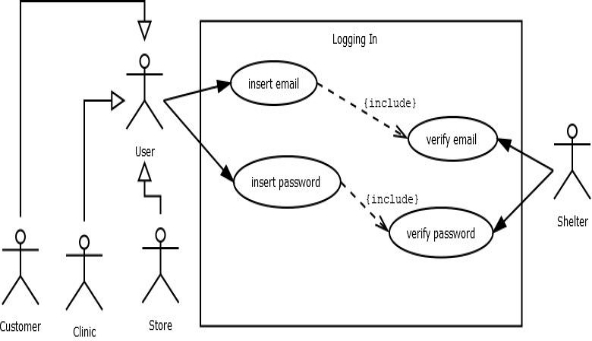 Logging In
insert email
{include}
verify email
User
insert password
{include}
verify password
Shelter
Customer
Clinic
Store